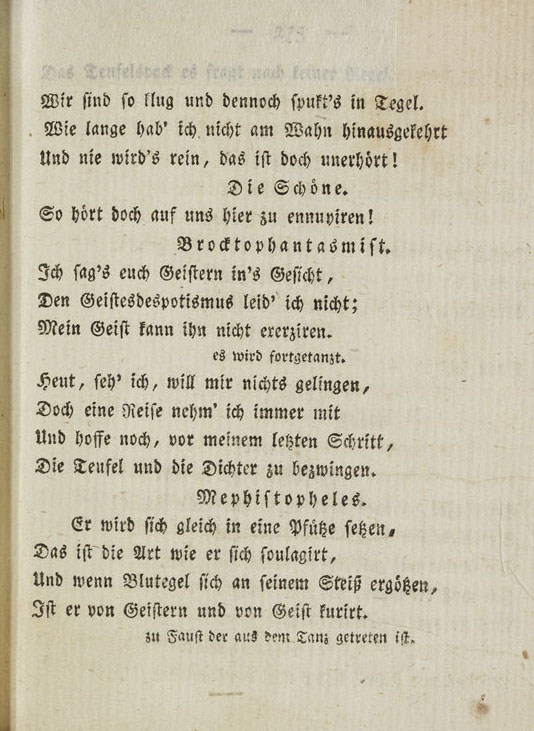 — 275 —
Das Teufelspack es fragt nach keiner Regel.
Wir sind so klug und dennoch spukt's in Tegel.
Wie lange hab' ich nicht am Wahn hinausgekehrt
Und nie wird's rein, das ist doch unerhört!
Die Schöne.
So hört doch auf uns hier zu ennuyiren!
Brocktophantasmist.
Ich sag's euch Geistern in's Gesicht,
Den Geistesdespotismus leid' ich nicht;
Mein Geist kann ihn nicht exerziren.
es wird fortgetanzt.
Heut, seh' ich, will mir nichts gelingen,
Doch eine Reise nehm' ich immer mit
Und hoffe noch, vor meinem letzten Schritt,
Die Teufel und die Dichter zu bezwingen.
Mephistopheles.
Er wird sich gleich in eine Pfütze setzen,
Das ist die Art wie er sich soulagirt,
Und wenn Blutegel sich an seinem Steiß ergötzen,
Ist er von Geistern und von Geist kurirt.
zu Faust der aus dem Tanz getreten ist.